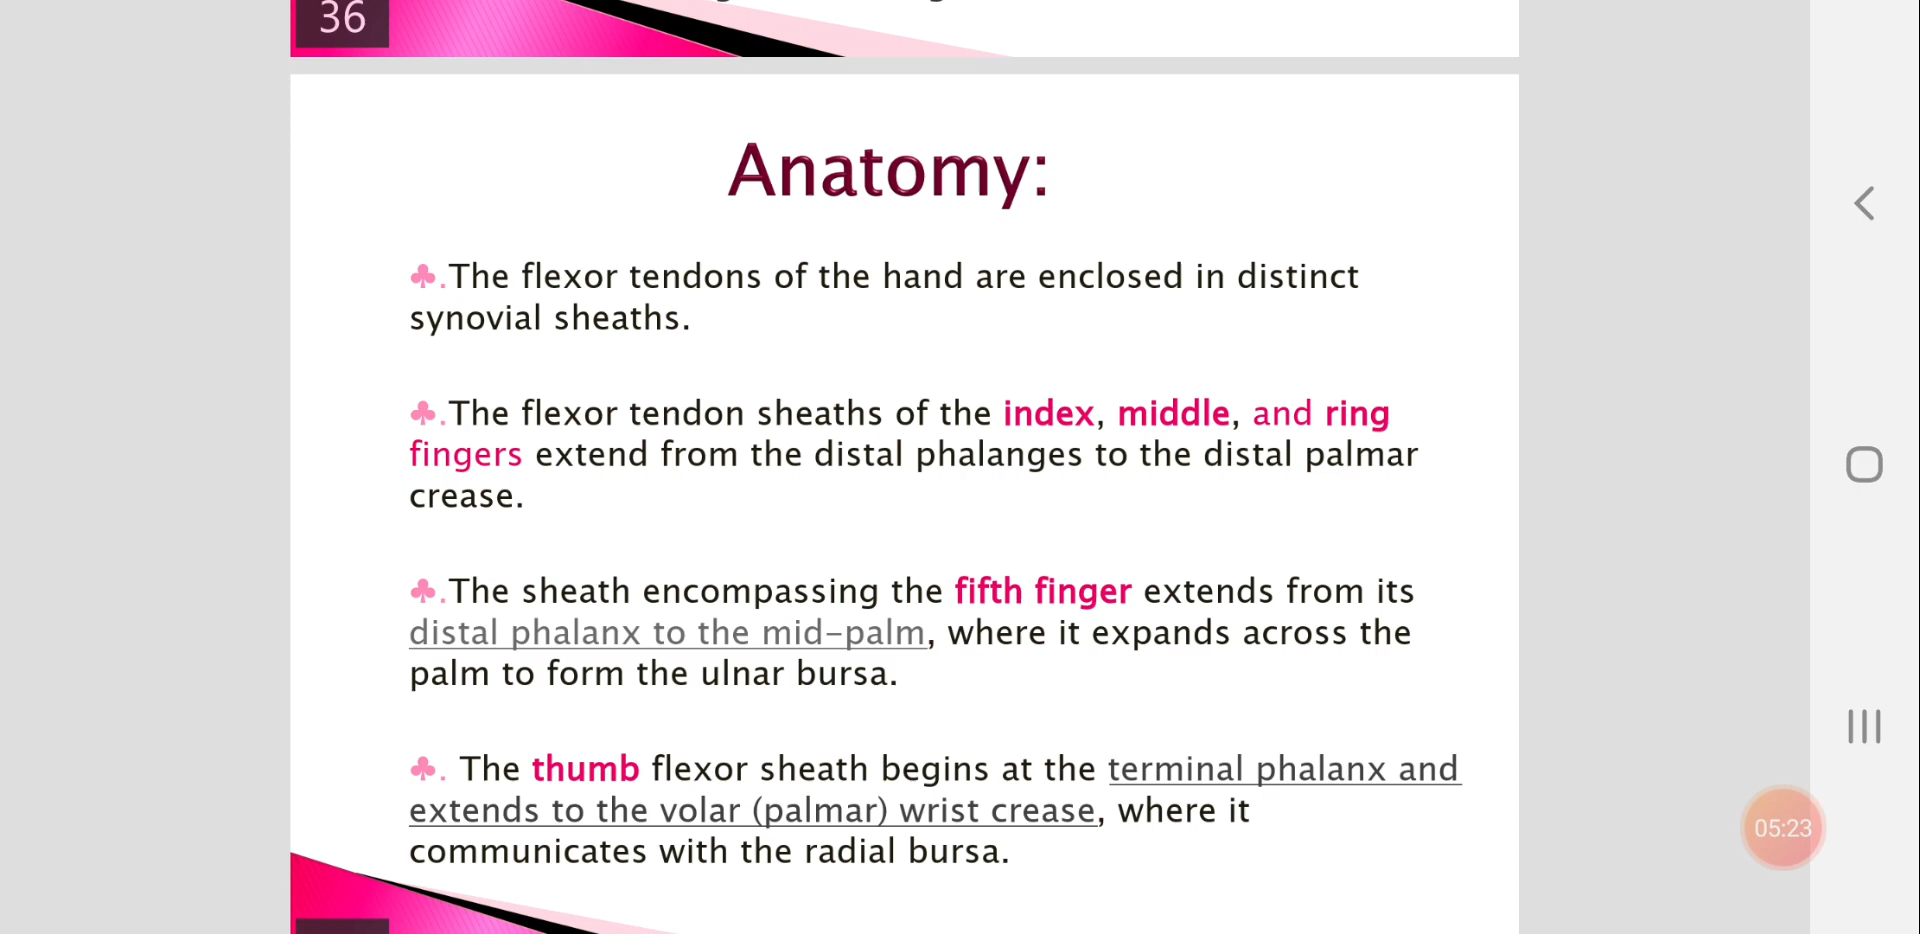 36
Anatomy:
♣.The flexor tendons of the hand are enclosed in distinct
synovial sheaths.
♣.The flexor tendon sheaths of the index, middle, and ring
fingers extend from the distal phalanges to the distal palmar
crease.
♣.The sheath encompassing the fifth finger extends from its
distal phalanx to the mid-palm, where it expands across the
palm to form the ulnar bursa.
♣. The thumb flexor sheath begins at the terminal phalanx and
extends to the volar (palmar) wrist crease, where it
communicates with the radial bursa.
05:23